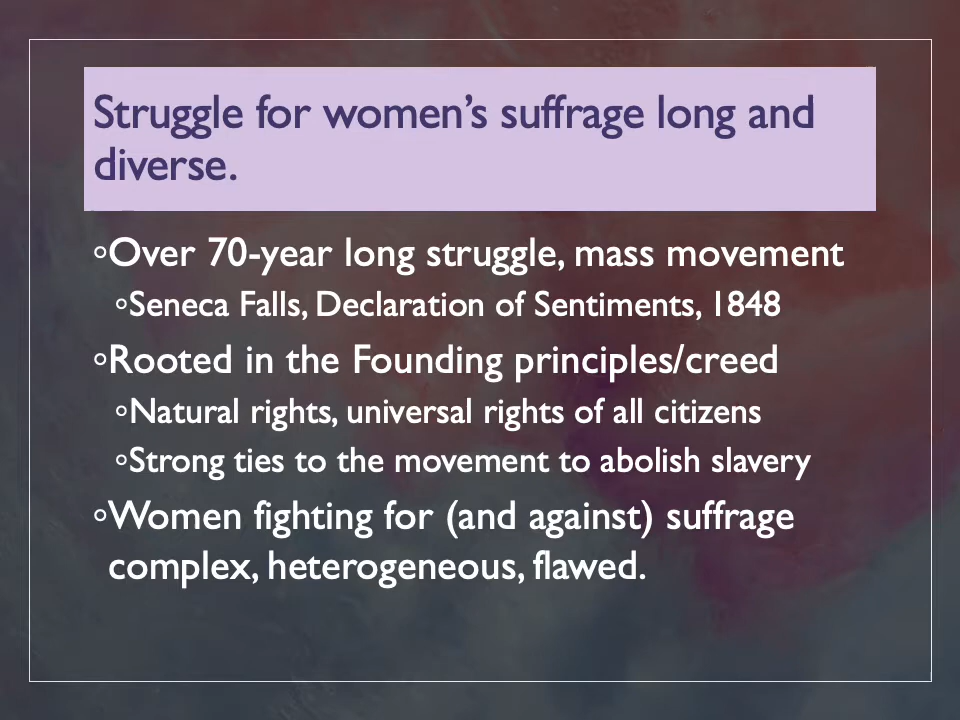 Struggle for women’s suffrage long and
diverse.
◦Over 70-year long struggle, mass movement
◦Seneca Falls, Declaration of Sentiments, 1848
◦Rooted in the Founding principles/creed
◦Natural rights, universal rights of all citizens
◦Strong ties to the movement to abolish slavery
◦Women fighting for (and against) suffrage
complex, heterogeneous, flawed.